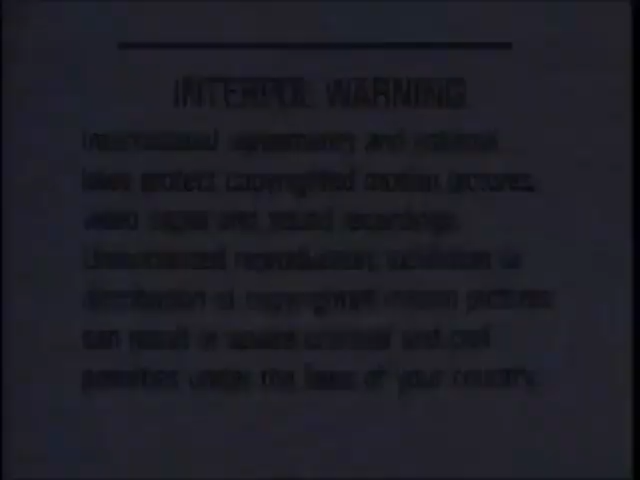 INTERPOL WARNING
International agreements and national
laws protect copyrighted motion pictures,
video tapes and sound recordings.
Unauthorized reproduction, exhibition or
distribution of copyrighted motion pictures
can result in severe criminal and civil
penalties under the laws of your country.